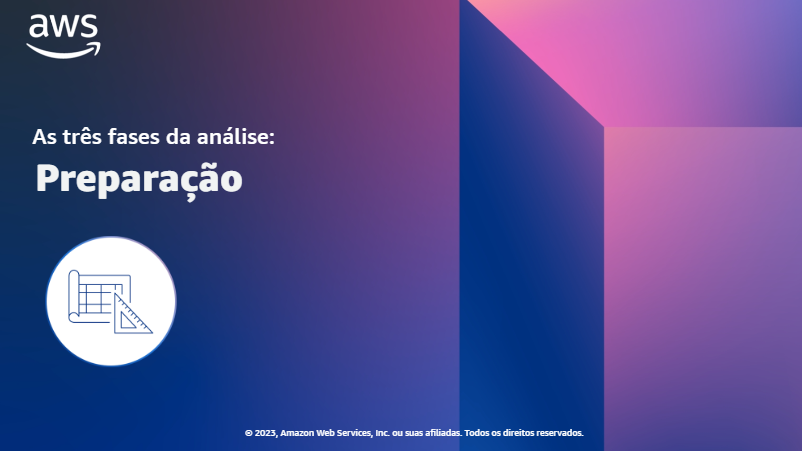 aws
As três fases da análise:
Preparação
© 2023, Amazon Web Services, Inc. ou suas afiliadas. Todos os direitos reservados.